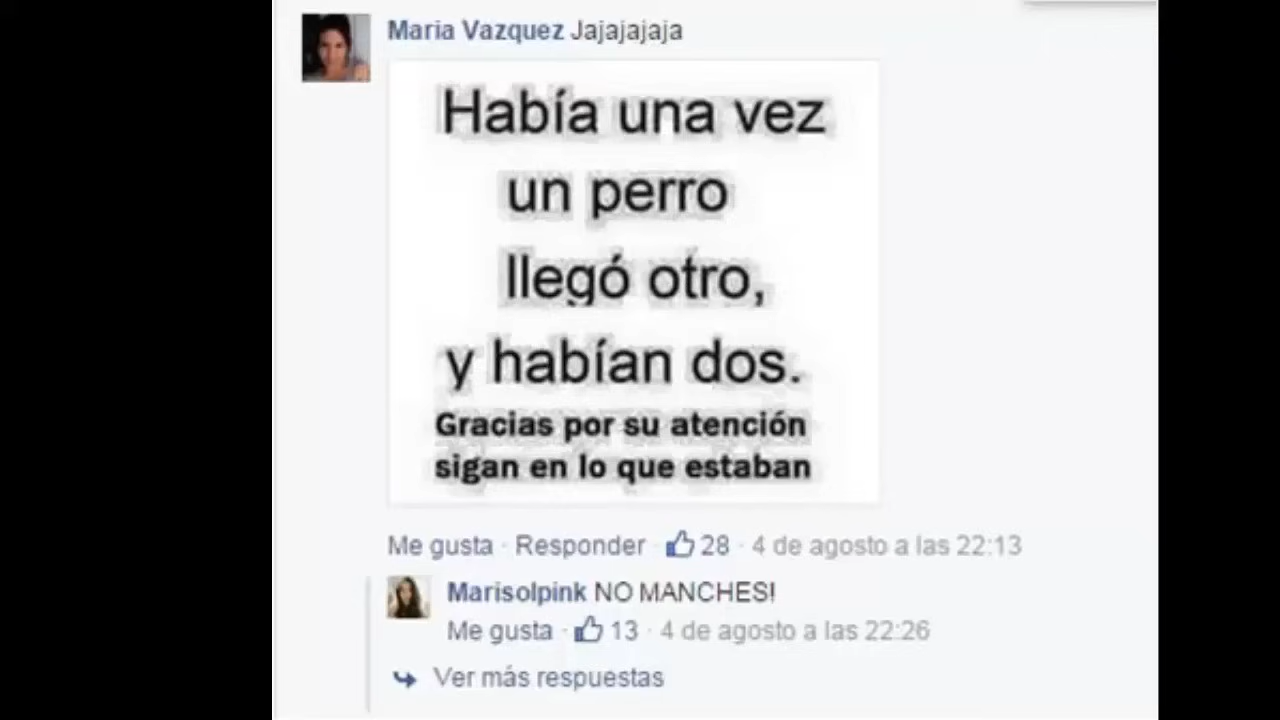 Maria Vazquez Jajajajaja
Había una vez
un perro
llegó otro,
y habían dos.
Gracias por su atención
sigan en lo que estaban
Me gusta · Responder · 28 · 4 de agosto a las 22:13
Marisolpink NO MANCHES!
Me gusta · 13 · 4 de agosto a las 22:26
Ver más respuestas